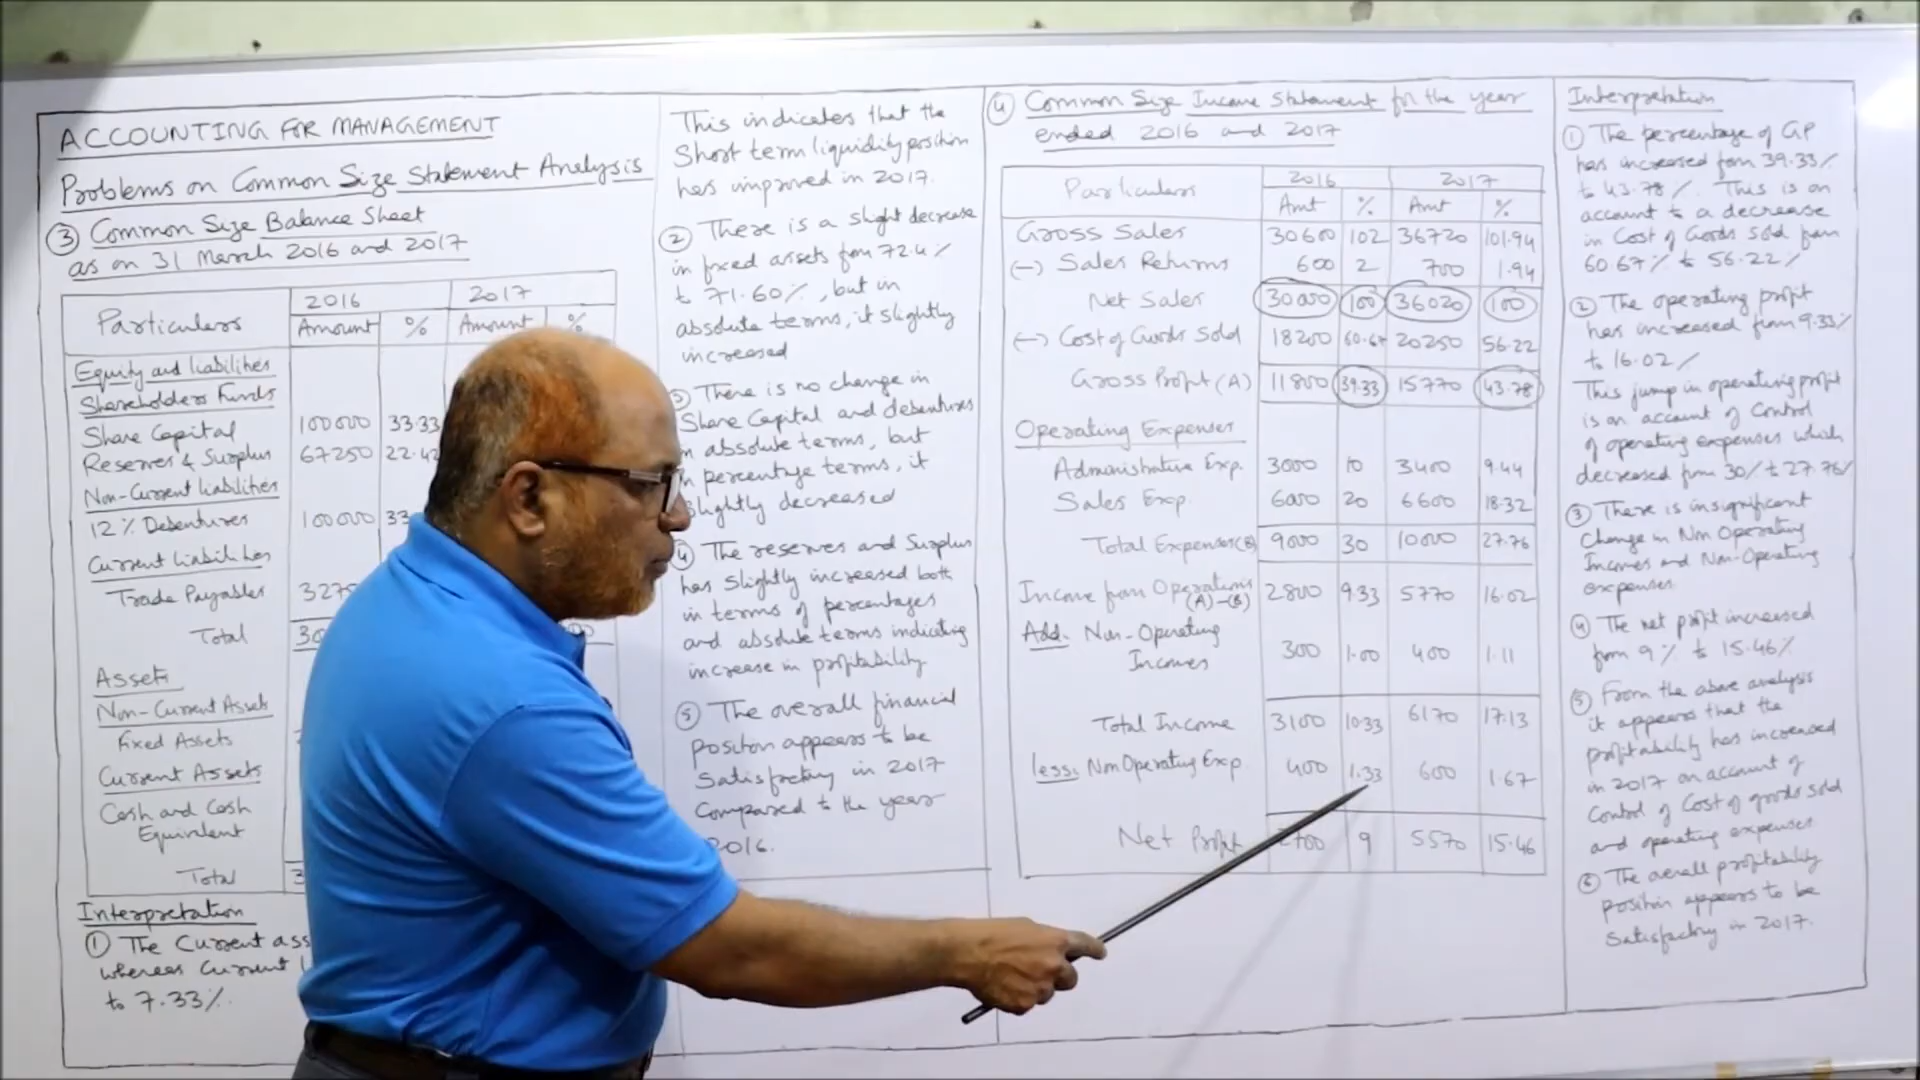 ACCOUNTING FOR MANAGEMENT
Problems on Common Size Statement Analysis
③ Common Size Balance Sheet
as on 31 March 2016 and 2017
Particulars 2016 2017
Amount % Amount %
Equity and liabilities
Shareholders Funds
Share Capital 100000 33.33
Reserves & Surplus 67250 22.42
Non-Current liabilities
12% Debentures 100000 33
Current liabilities
Trade Payables 3275
Total 30
Assets
Non-Current Assets
Fixed Assets
Current Assets
Cash and Cash
Equivalent
Total 3
Interpretation
① The Current ass
whereas Current l
to 7.33%.
This indicates that the
Short term liquidity position
has improved in 2017.
② There is a slight decrease
in fixed assets from 72.4%
to 71.60%, but in
absolute terms, it slightly
increased
There is no change in
Share Capital and debentures
n absolute terms, but
n percentage terms, it
slightly decreased
④ The reserves and Surplus
has slightly increased both
in terms of percentages
and absolute terms indicating
increase in profitability
⑤ The overall financial
position appears to be
Satisfactory in 2017
Compared to the year
2016.
④ Common Size Income Statement for the year
ended 2016 and 2017
Particulars 2016 2017
Amt % Amt %
Gross Sales 30600 102 36720 101.94
(-) Sales Returns 600 2 700 1.94
Net Sales 30000 100 36020 100
(-) Cost of Goods Sold 18200 60.67 20250 56.22
Gross Profit (A) 11800 39.33 15770 43.78
Operating Expenses
Administrative Exp. 3000 10 3400 9.44
Sales Exp. 6000 20 6600 18.32
Total Expenses (B) 9000 30 10000 27.76
Income from Operations 2800 9.33 5770 16.02
(A)-(B)
Add: Non-Operating
Incomes 300 1.00 400 1.11
Total Income 3100 10.33 6170 17.13
less: Non Operating Exp. 400 1.33 600 1.67
Net Profit 2700 9 5570 15.46
Interpretation
① The percentage of GP
has increased from 39.33%
to 43.78%. This is on
account to a decrease
in Cost of Goods sold from
60.67% to 56.22%
② The operating profit
has increased from 9.33%
to 16.02%
This jump in operating profit
is on account of Control
of operating expenses which
decreased from 30% to 27.76%
③ There is insignificant
Change in Non Operating
Incomes and Non-Operating
expenses.
④ The net profit increased
from 9% to 15.46%
⑤ From the above analysis
it appears that the
profitability has increased
in 2017 on account of
Control of Cost of goods sold
and operating expenses.
⑥ The overall profitability
position appears to be
Satisfactory in 2017.